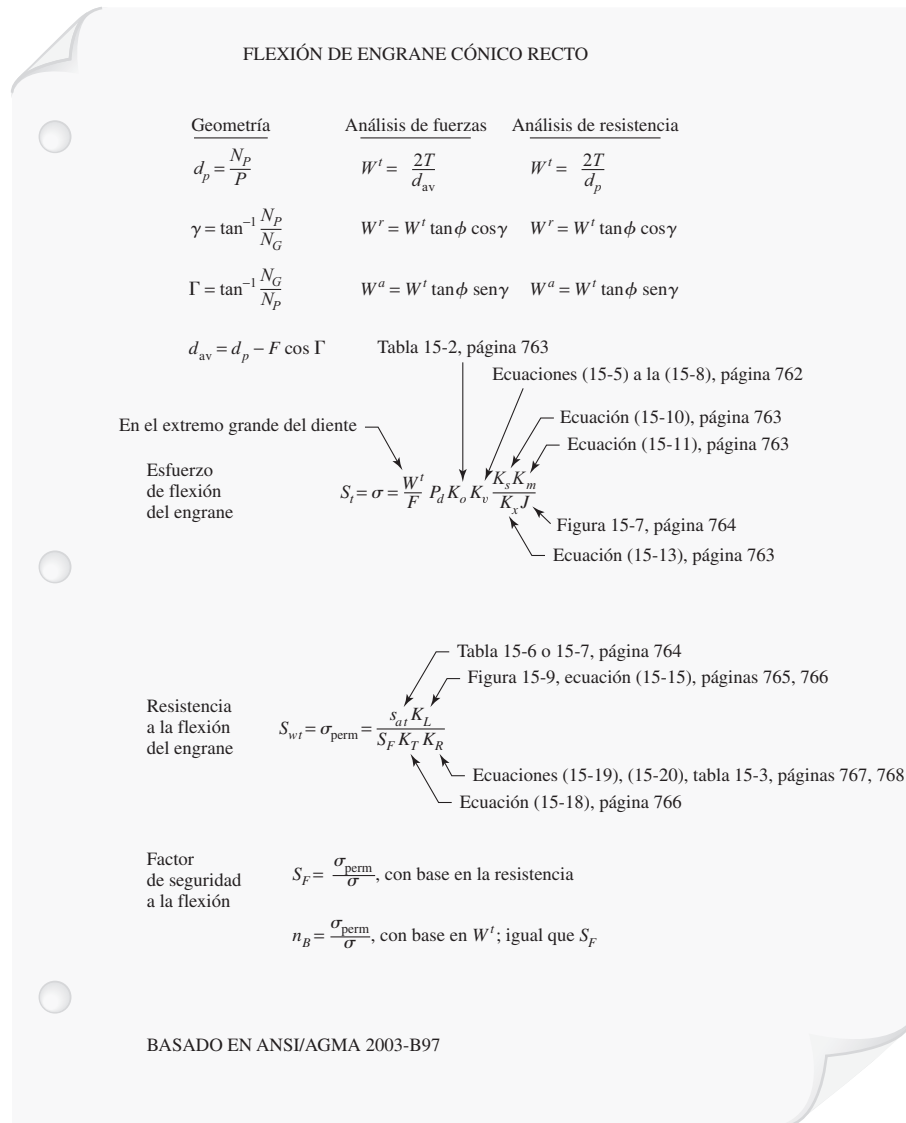 FLEXIÓN DE ENGRANE CÓNICO RECTO
Geometría Análisis de fuerzas Análisis de resistencia
d_p = N_P/P W^t = 2T/d_av W^t = 2T/d_p
γ = tan⁻¹ N_P/N_G W^r = W^t tanϕ cosγ W^r = W^t tanϕ cosγ
Γ = tan⁻¹ N_G/N_P W^a = W^t tanϕ senγ W^a = W^t tanϕ senγ
d_av = d_p − F cos Γ Tabla 15-2, página 763
Ecuaciones (15-5) a la (15-8), página 762
Ecuación (15-10), página 763
En el extremo grande del diente
Ecuación (15-11), página 763
Esfuerzo
de flexión
del engrane
S_t = σ = W^t/F P_d K_o K_v K_s K_m/K_x J
Figura 15-7, página 764
Ecuación (15-13), página 763
Tabla 15-6 o 15-7, página 764
Figura 15-9, ecuación (15-15), páginas 765, 766
Resistencia
a la flexión
del engrane
S_wt = σ_perm = s_at K_L/S_F K_T K_R
Ecuaciones (15-19), (15-20), tabla 15-3, páginas 767, 768
Ecuación (15-18), página 766
Factor
de seguridad
a la flexión
S_F = σ_perm/σ, con base en la resistencia
n_B = σ_perm/σ, con base en W^t; igual que S_F
BASADO EN ANSI/AGMA 2003-B97